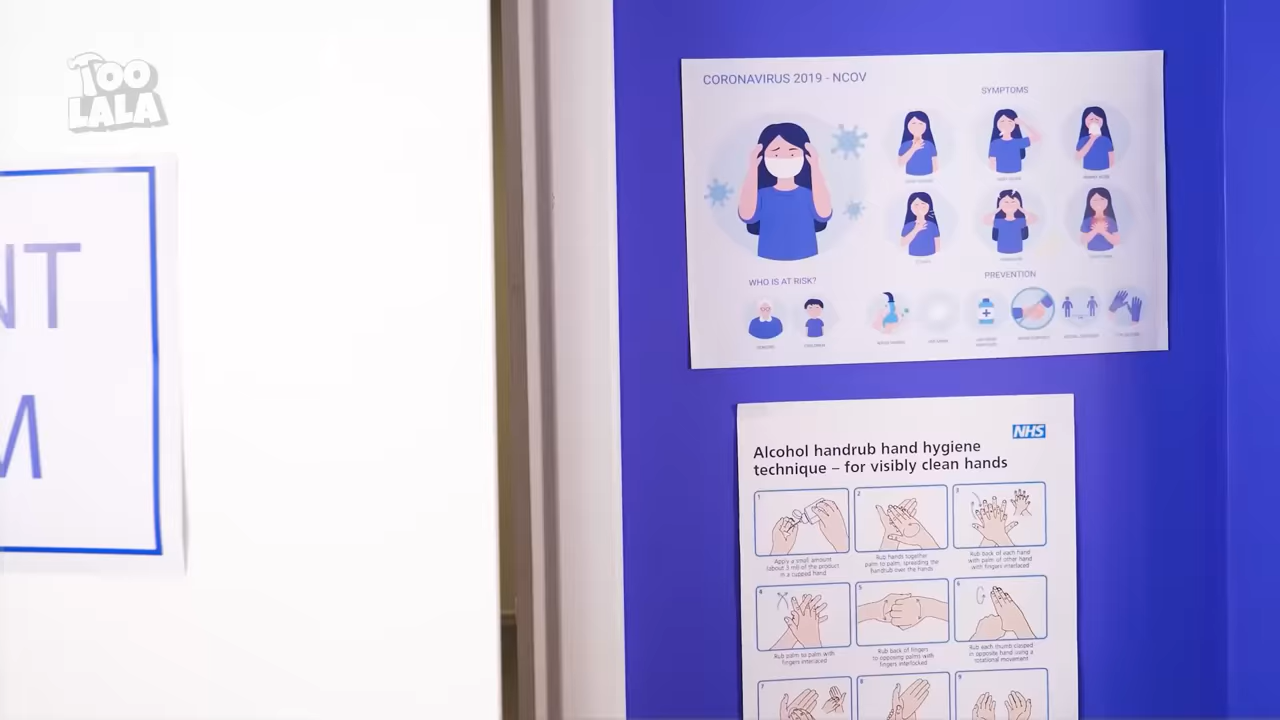 TOO
LALA
NT
M
CORONAVIRUS 2019 - NCOV
SYMPTOMS
WHO IS AT RISK?
PREVENTION
NHS
Alcohol handrub hand hygiene
technique – for visibly clean hands
1
2
3
Apply a small amount
(about 3 ml) of the product
in a cupped hand
Rub hands together
palm to palm, spreading the
handrub over the hands
Rub back of each hand
with palm of other hand
with fingers interlaced
4
5
6
Rub palm to palm with
fingers interlaced
Rub back of fingers
to opposing palms with
fingers interlocked
Rub each thumb clasped
in opposite hand using a
rotational movement
7
8
9